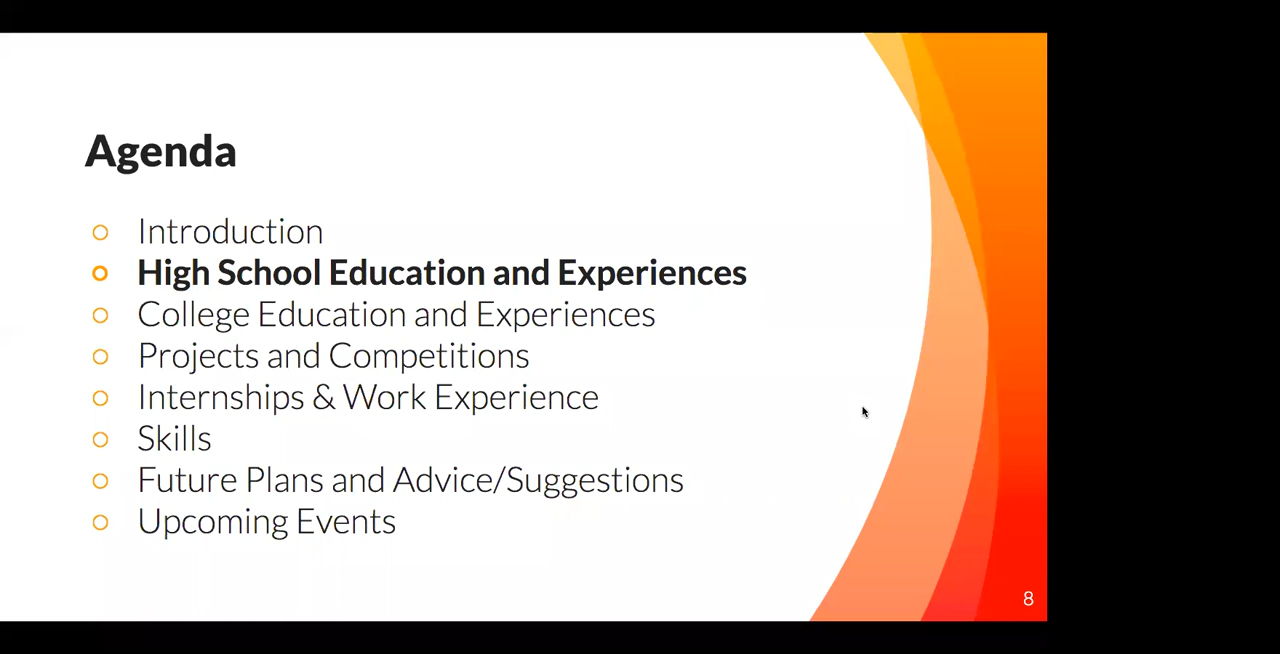 Agenda
Introduction
High School Education and Experiences
College Education and Experiences
Projects and Competitions
Internships & Work Experience
Skills
Future Plans and Advice/Suggestions
Upcoming Events
8